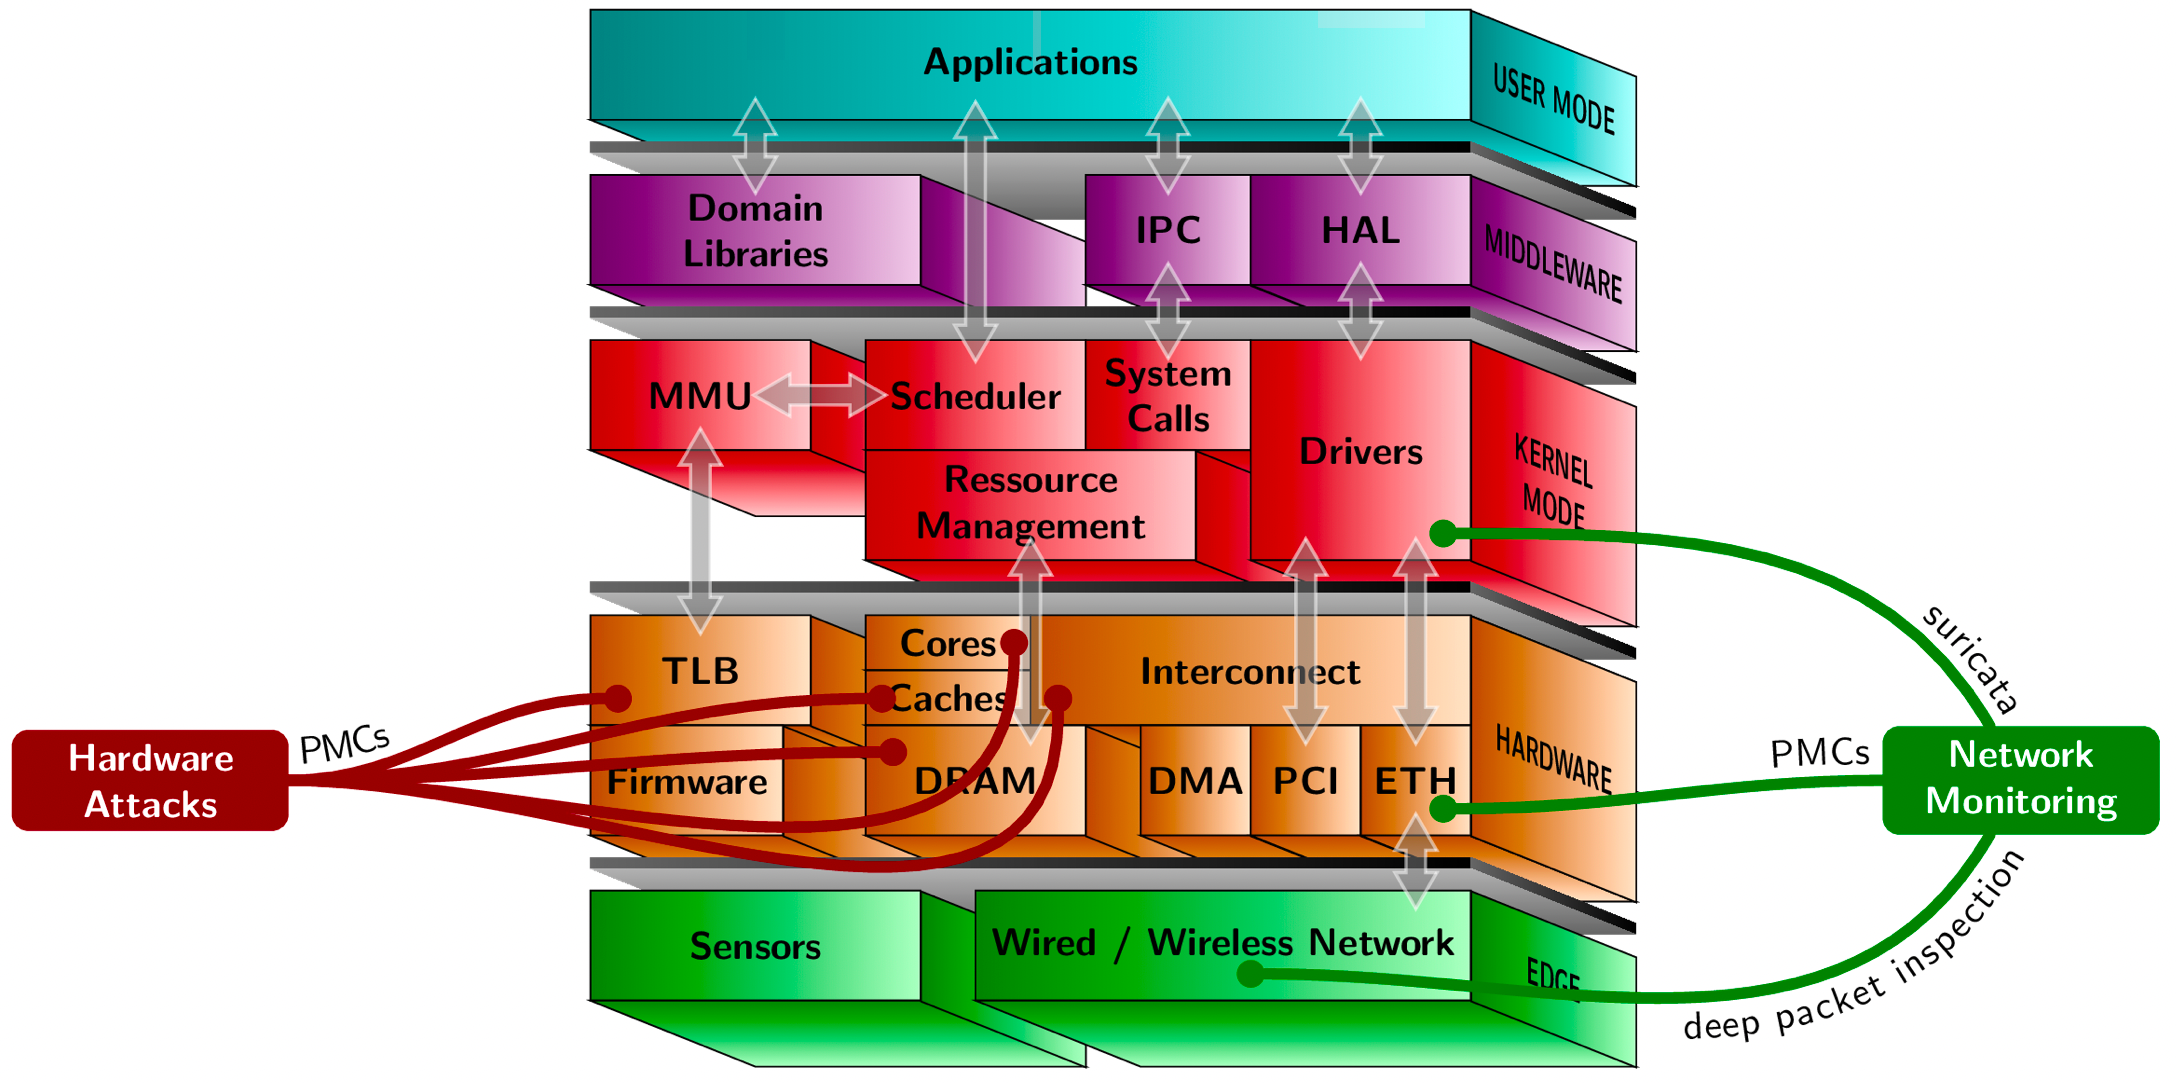 Applications
USER MODE
Domain
Libraries
IPC
HAL
MIDDLEWARE
MMU
Scheduler
System
Calls
Drivers
Ressource
Management
KERNEL
MODE
TLB
Cores
Caches
Interconnect
Firmware
DRAM
DMA
PCI
ETH
HARDWARE
Sensors
Wired / Wireless Network
EDGE
Hardware
Attacks
PMCs
suricata
PMCs
Network
Monitoring
deep packet inspection